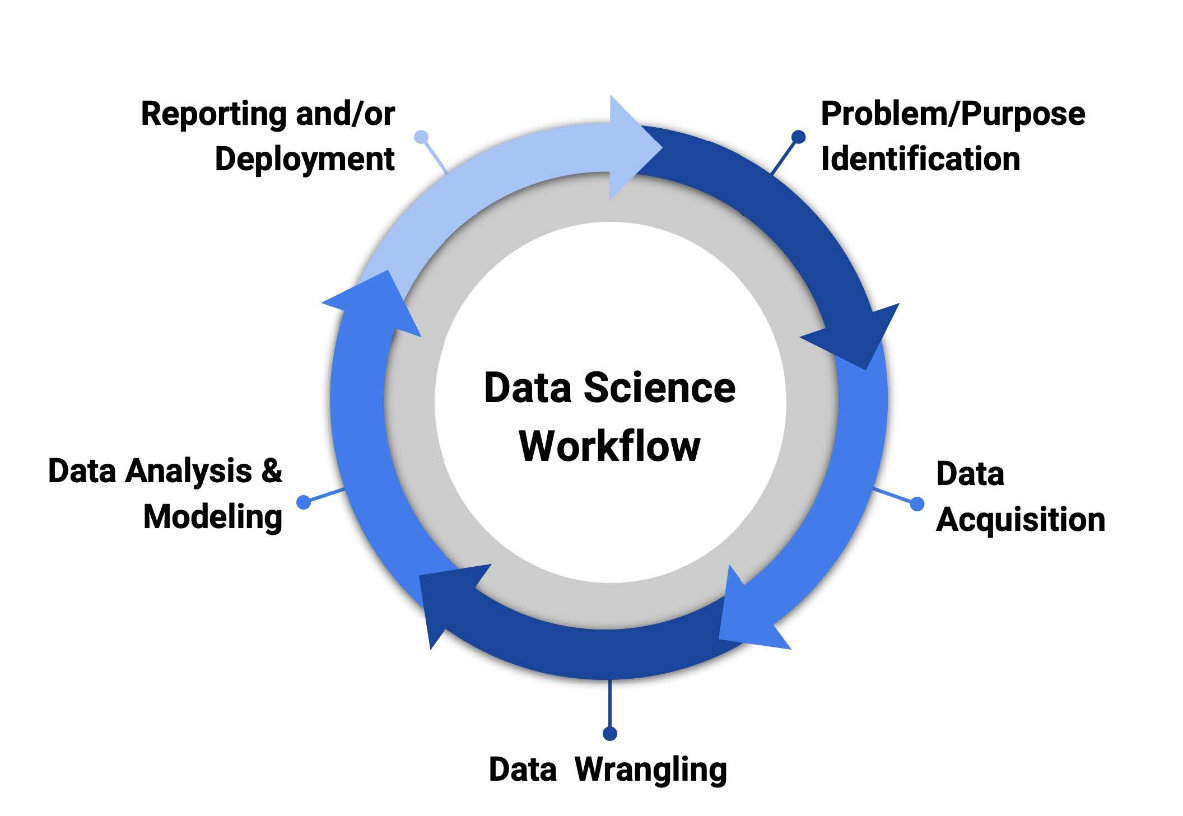 Reporting and/or
Deployment
Problem/Purpose
Identification
Data Science
Workflow
Data Analysis &
Modeling
Data
Acquisition
Data  Wrangling